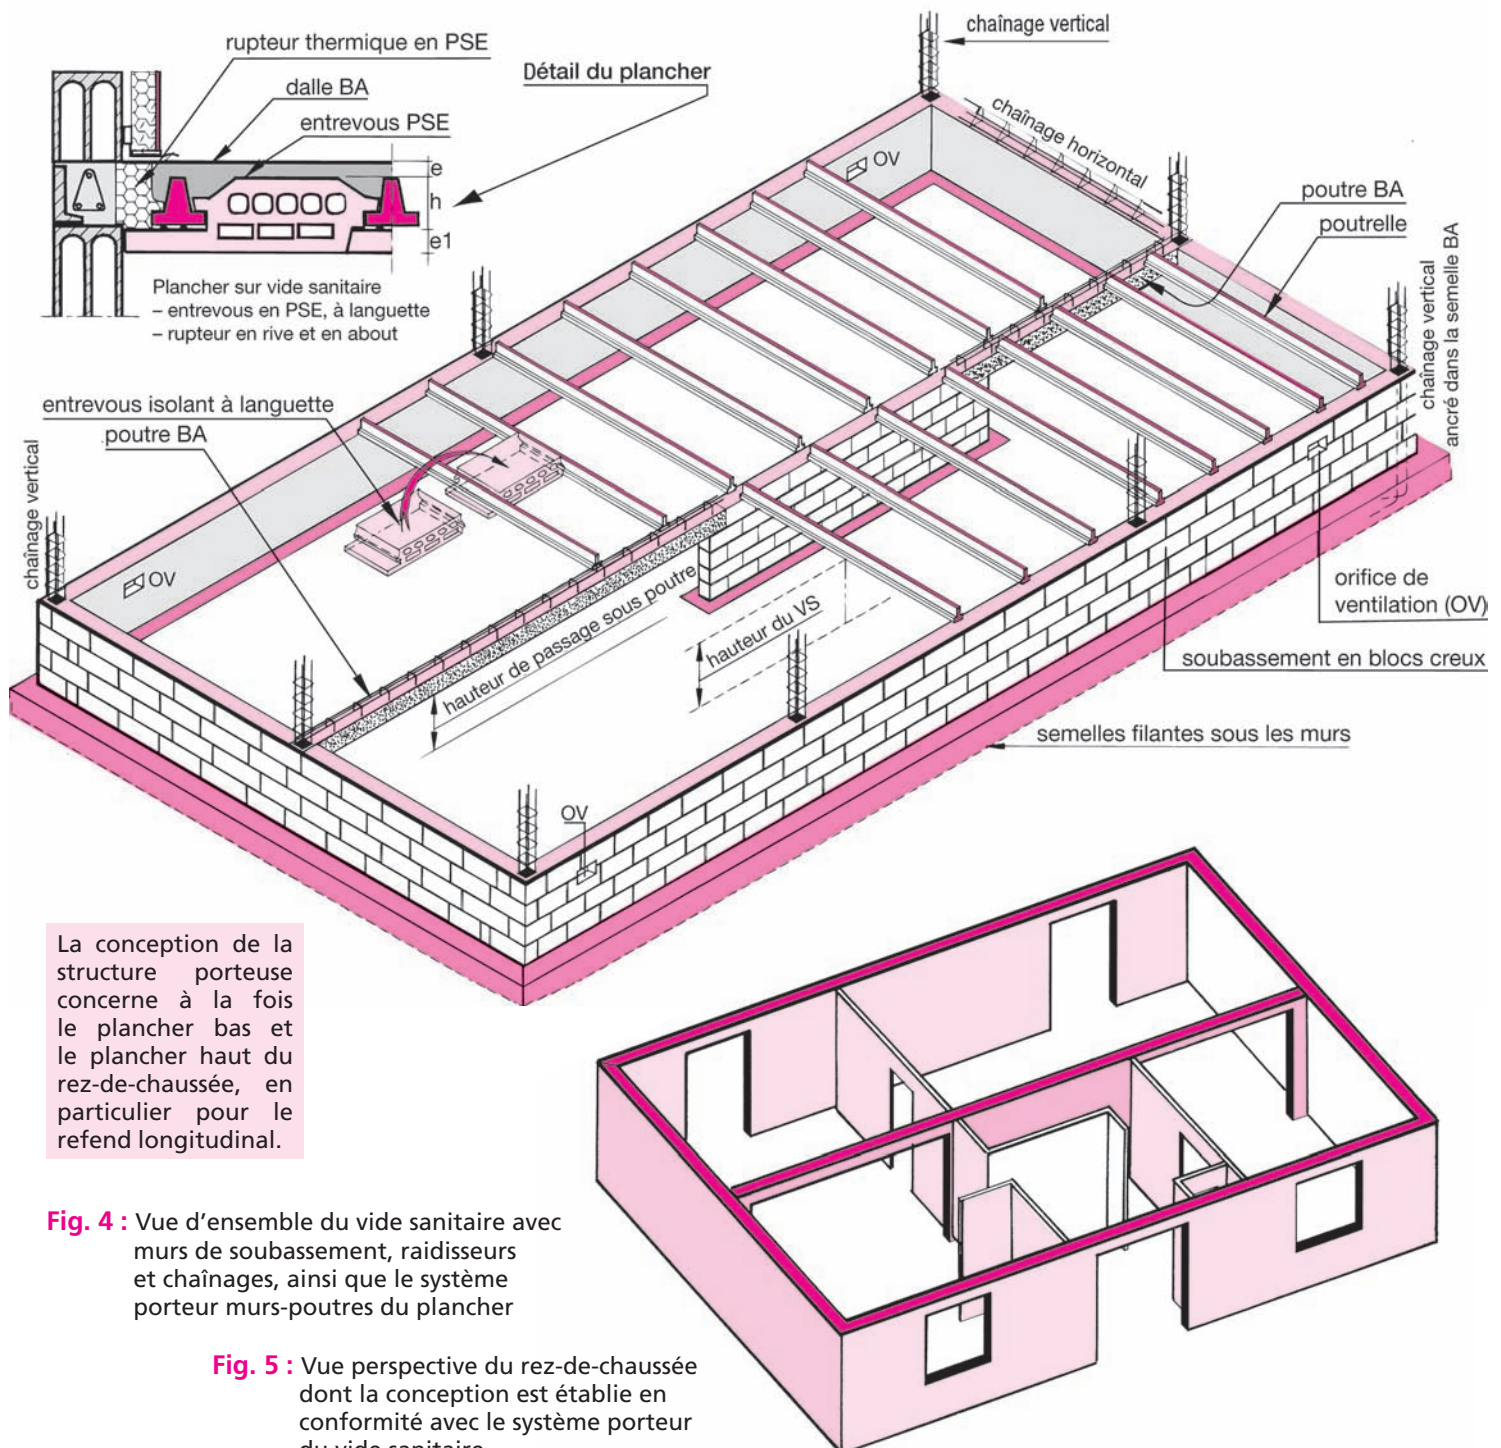 rupteur thermique en PSE
dalle BA
entrevous PSE
e
h
e1
Plancher sur vide sanitaire
– entrevous en PSE, à languette
– rupteur en rive et en about
Détail du plancher
chaînage vertical
chaînage horizontal
OV
poutre BA
poutrelle
chaînage vertical
ancré dans la semelle BA
entrevous isolant à languette
poutre BA
chaînage vertical
OV
hauteur de passage sous poutre
hauteur du VS
orifice de
ventilation (OV)
soubassement en blocs creux
semelles filantes sous les murs
OV
La conception de la
structure porteuse
concerne à la fois
le plancher bas et
le plancher haut du
rez-de-chaussée, en
particulier pour le
refend longitudinal.
Fig. 4 : Vue d'ensemble du vide sanitaire avec
murs de soubassement, raidisseurs
et chaînages, ainsi que le système
porteur murs-poutres du plancher
Fig. 5 : Vue perspective du rez-de-chaussée
dont la conception est établie en
conformité avec le système porteur
du vide sanitaire